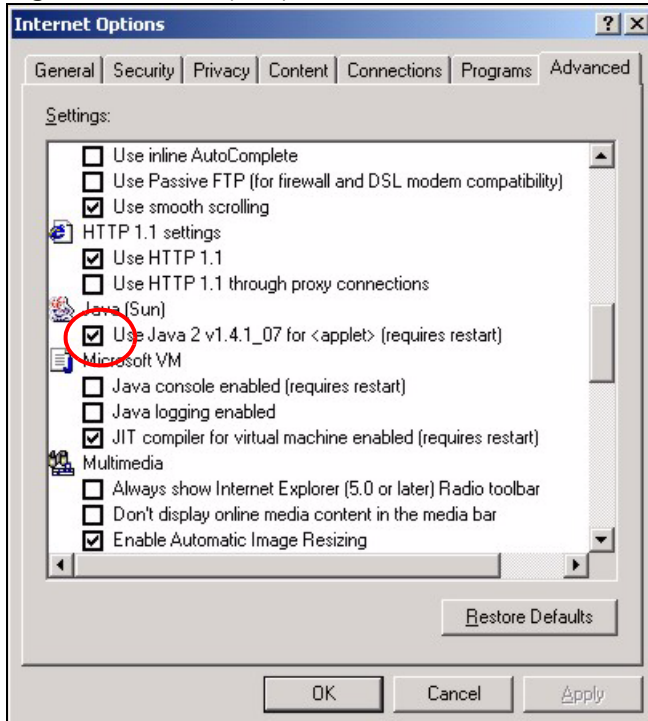 Internet Options
General Security Privacy Content Connections Programs Advanced
Settings:
Use inline AutoComplete
Use Passive FTP (for firewall and DSL modem compatibility)
Use smooth scrolling
HTTP 1.1 settings
Use HTTP 1.1
Use HTTP 1.1 through proxy connections
Java (Sun)
Use Java 2 v1.4.1_07 for <applet> (requires restart)
Microsoft VM
Java console enabled (requires restart)
Java logging enabled
JIT compiler for virtual machine enabled (requires restart)
Multimedia
Always show Internet Explorer (5.0 or later) Radio toolbar
Don't display online media content in the media bar
Enable Automatic Image Resizing
Restore Defaults
OK Cancel Apply